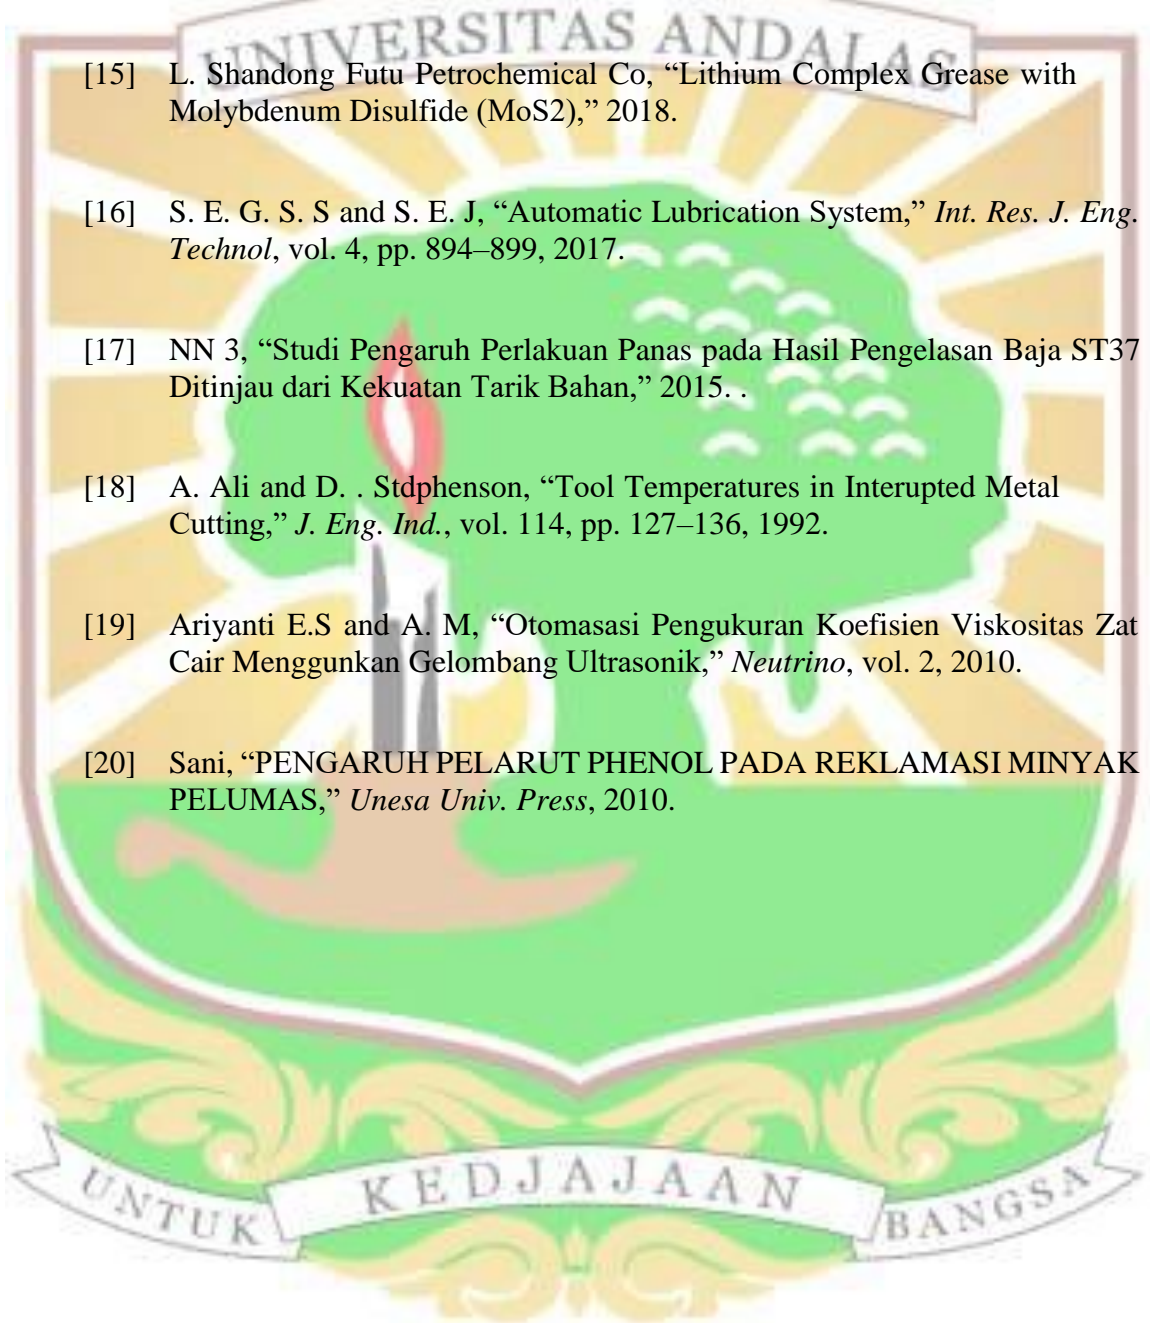 UNIVERSITAS ANDALAS
[15] L. Shandong Futu Petrochemical Co, “Lithium Complex Grease with
Molybdenum Disulfide (MoS2),” 2018.
[16] S. E. G. S. S and S. E. J, “Automatic Lubrication System,” Int. Res. J. Eng.
Technol, vol. 4, pp. 894–899, 2017.
[17] NN 3, “Studi Pengaruh Perlakuan Panas pada Hasil Pengelasan Baja ST37
Ditinjau dari Kekuatan Tarik Bahan,” 2015. .
[18] A. Ali and D. . Stdphenson, “Tool Temperatures in Interupted Metal
Cutting,” J. Eng. Ind., vol. 114, pp. 127–136, 1992.
[19] Ariyanti E.S and A. M, “Otomasasi Pengukuran Koefisien Viskositas Zat
Cair Menggunkan Gelombang Ultrasonik,” Neutrino, vol. 2, 2010.
[20] Sani, “PENGARUH PELARUT PHENOL PADA REKLAMASI MINYAK
PELUMAS,” Unesa Univ. Press, 2010.
UNTUK KEDJAJAAN BANGSA